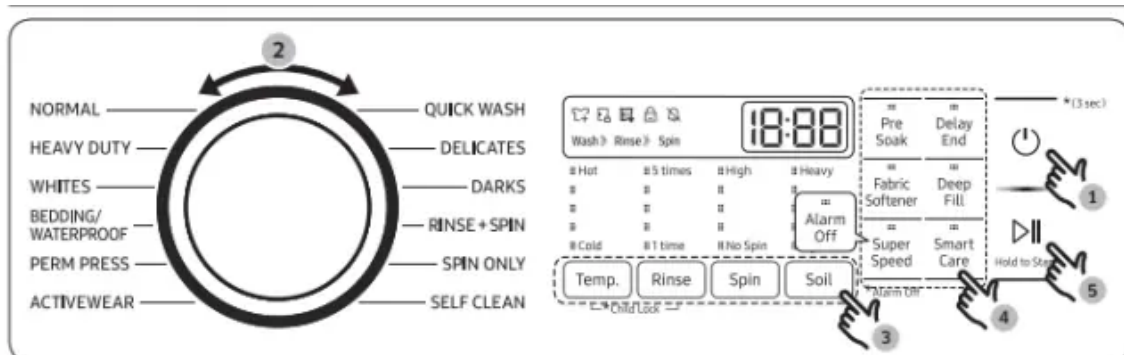 2
NORMAL
HEAVY DUTY
WHITES
BEDDING/
WATERPROOF
PERM PRESS
ACTIVEWEAR
QUICK WASH
DELICATES
DARKS
RINSE + SPIN
SPIN ONLY
SELF CLEAN
18:88
Wash Rinse Spin
Hot 5 times High Heavy
Cold 1 time No Spin
Temp. Rinse Spin Soil
*Child Lock
3
Pre
Soak
Delay
End
Fabric
Softener
Deep
Fill
Alarm
Off
Super
Speed
Smart
Care
*Alarm Off
4
*(3 sec)
1
Hold to Start
5